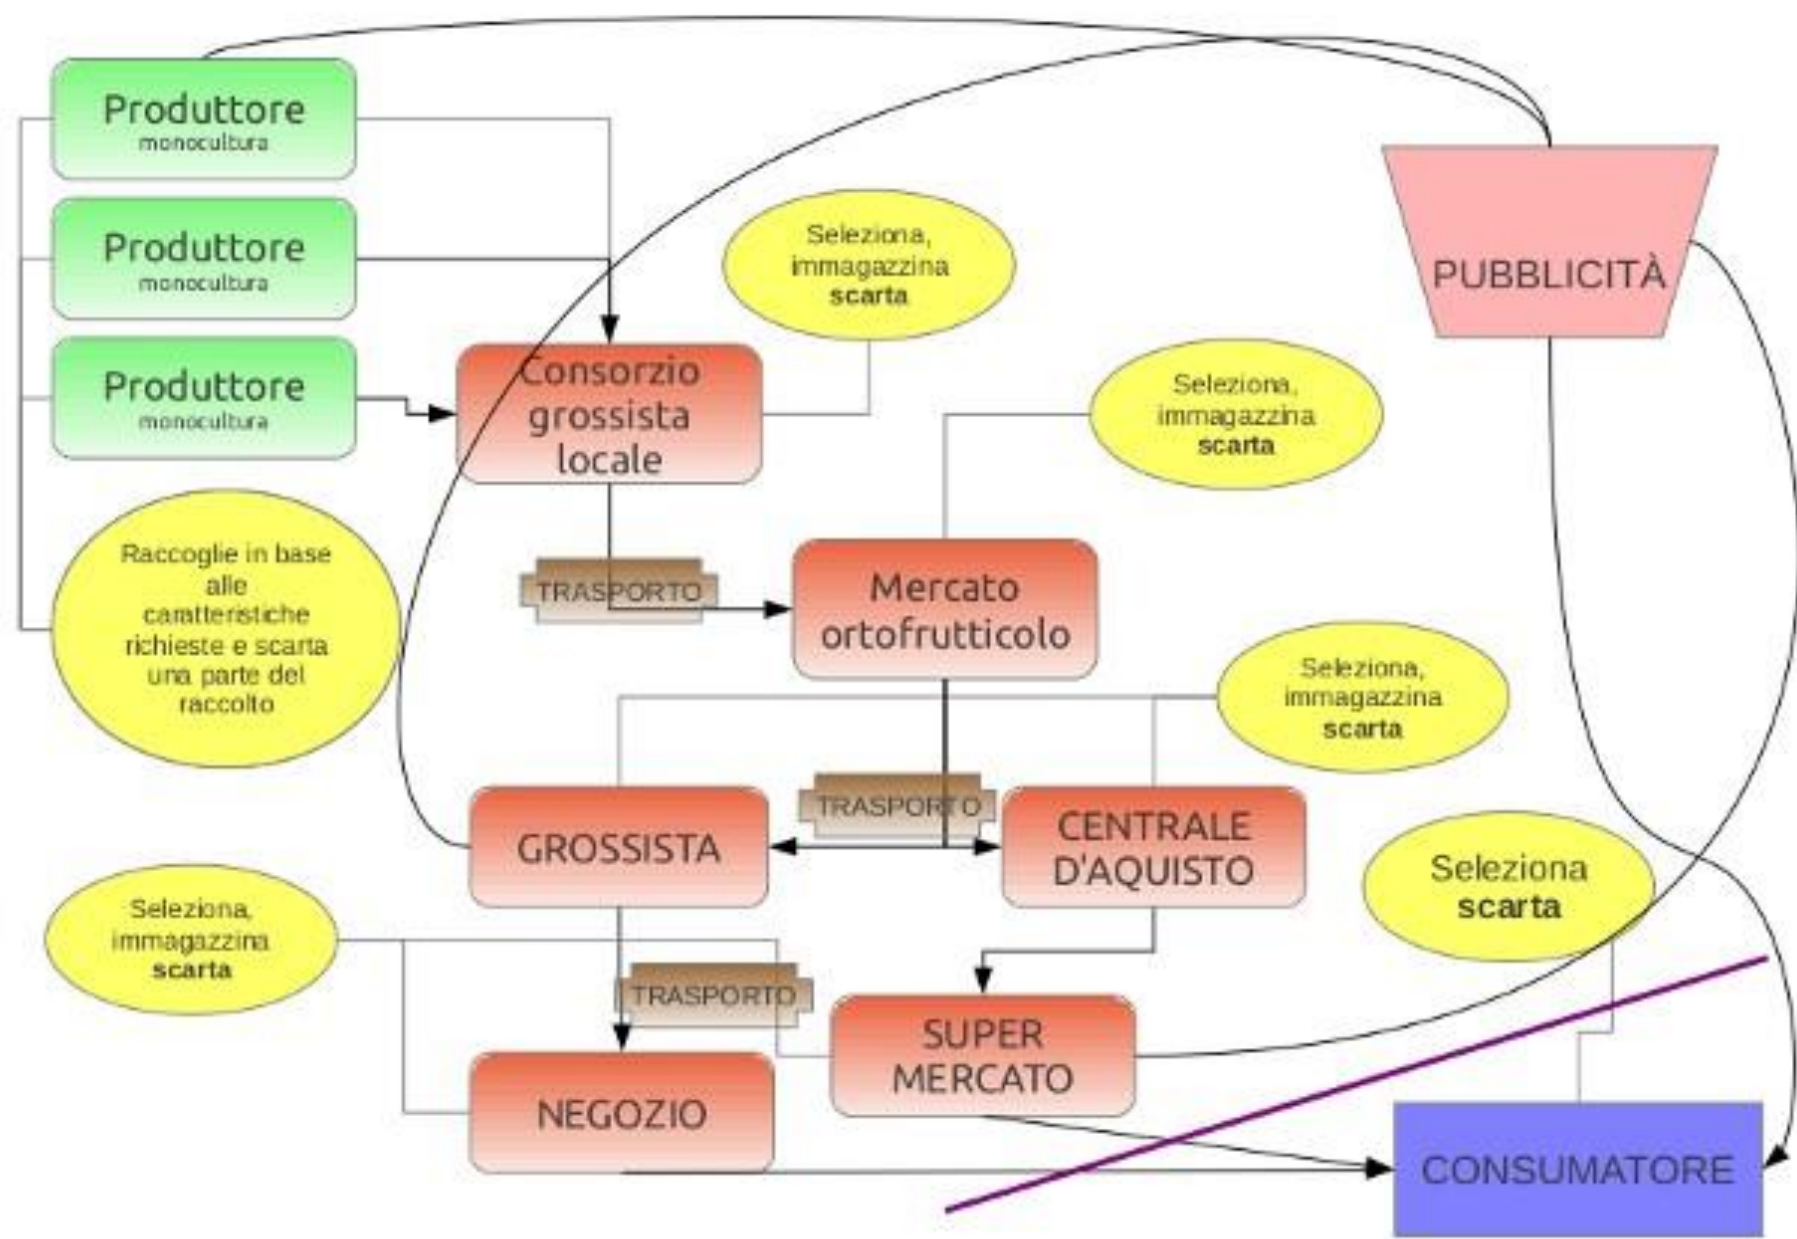 Produttore
monocultura
Produttore
monocultura
Produttore
monocultura
Seleziona,
immagazzina
scarta
PUBBLICITÀ
Consorzio
grossista
locale
Seleziona,
immagazzina
scarta
Raccoglie in base
alle
caratteristiche
richieste e scarta
una parte del
raccolto
TRASPORTO
Mercato
ortofrutticolo
Seleziona,
immagazzina
scarta
TRASPORTO
GROSSISTA
CENTRALE
D'AQUISTO
Seleziona
scarta
Seleziona,
immagazzina
scarta
TRASPORTO
SUPER
MERCATO
NEGOZIO
CONSUMATORE